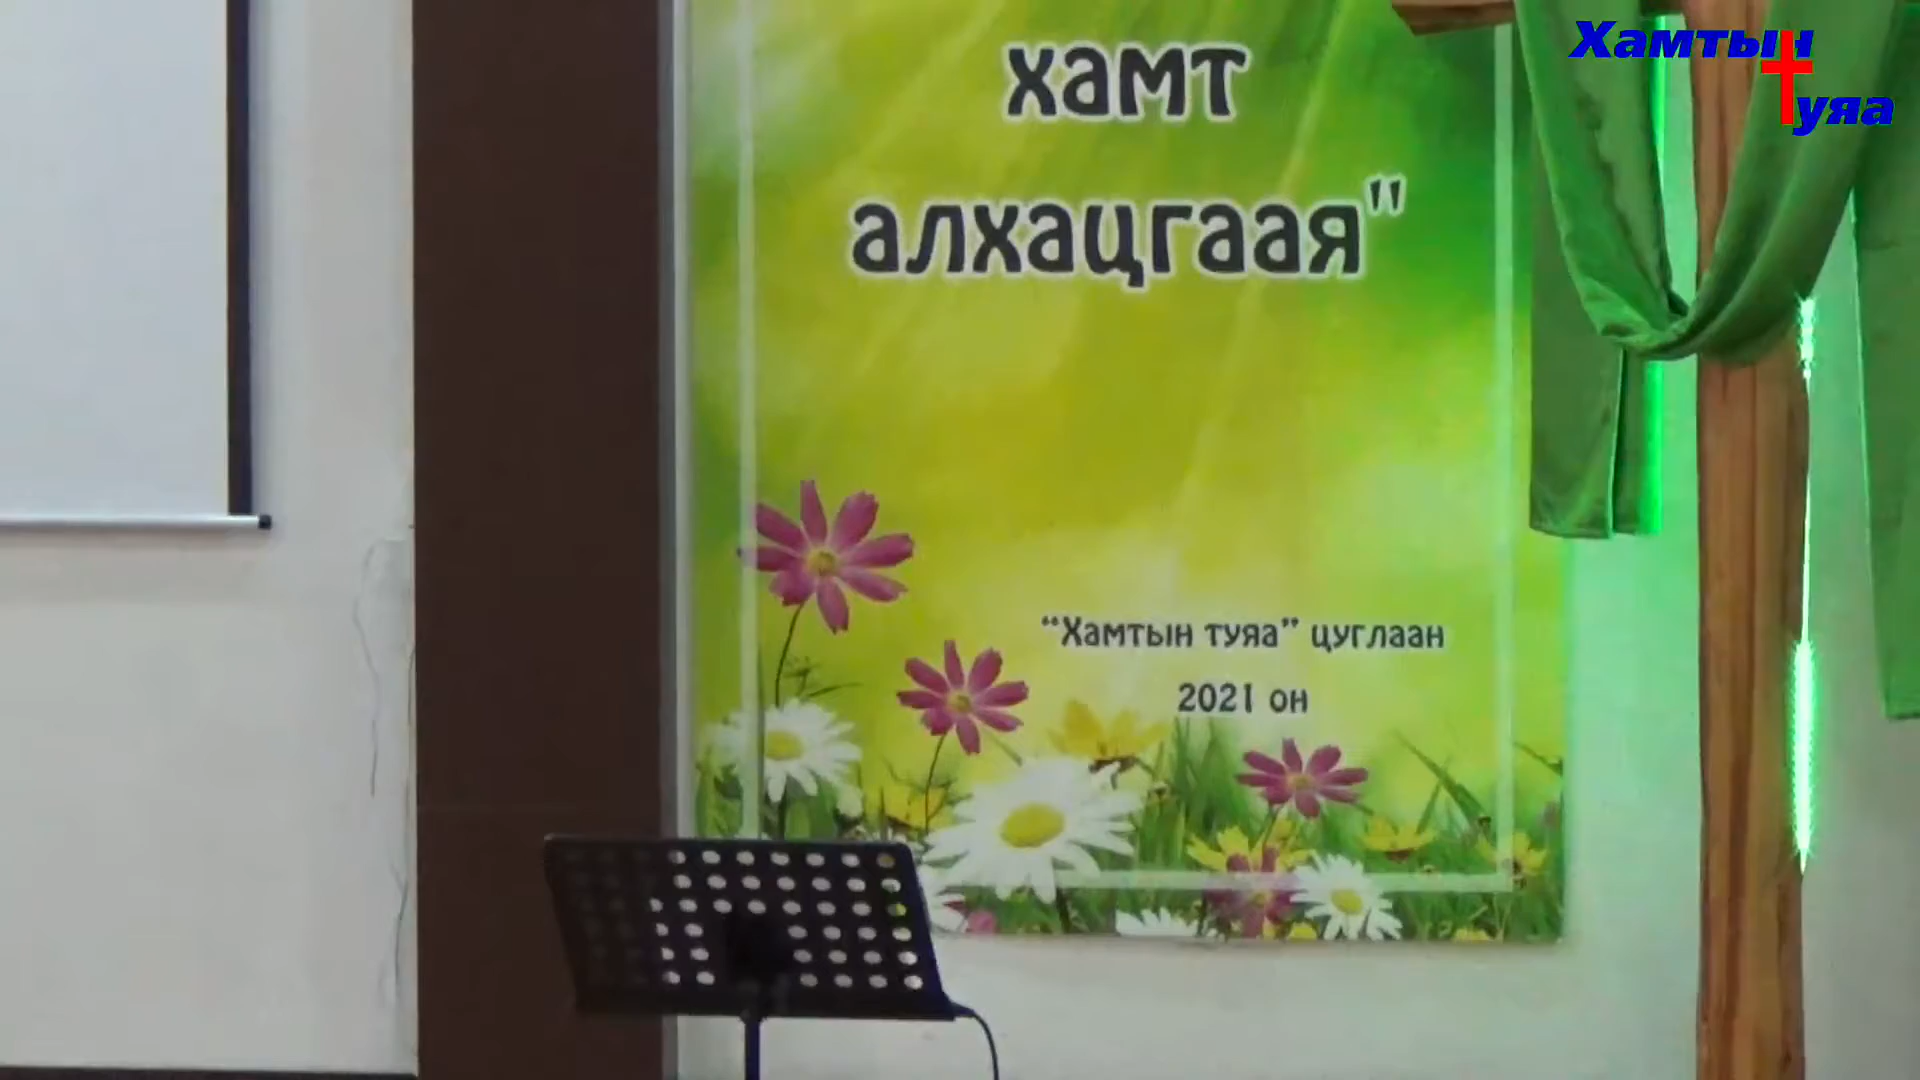 Хамтын
туяа
хамт
алхацгаая"
“Хамтын туяа” цуглаан
2021 он